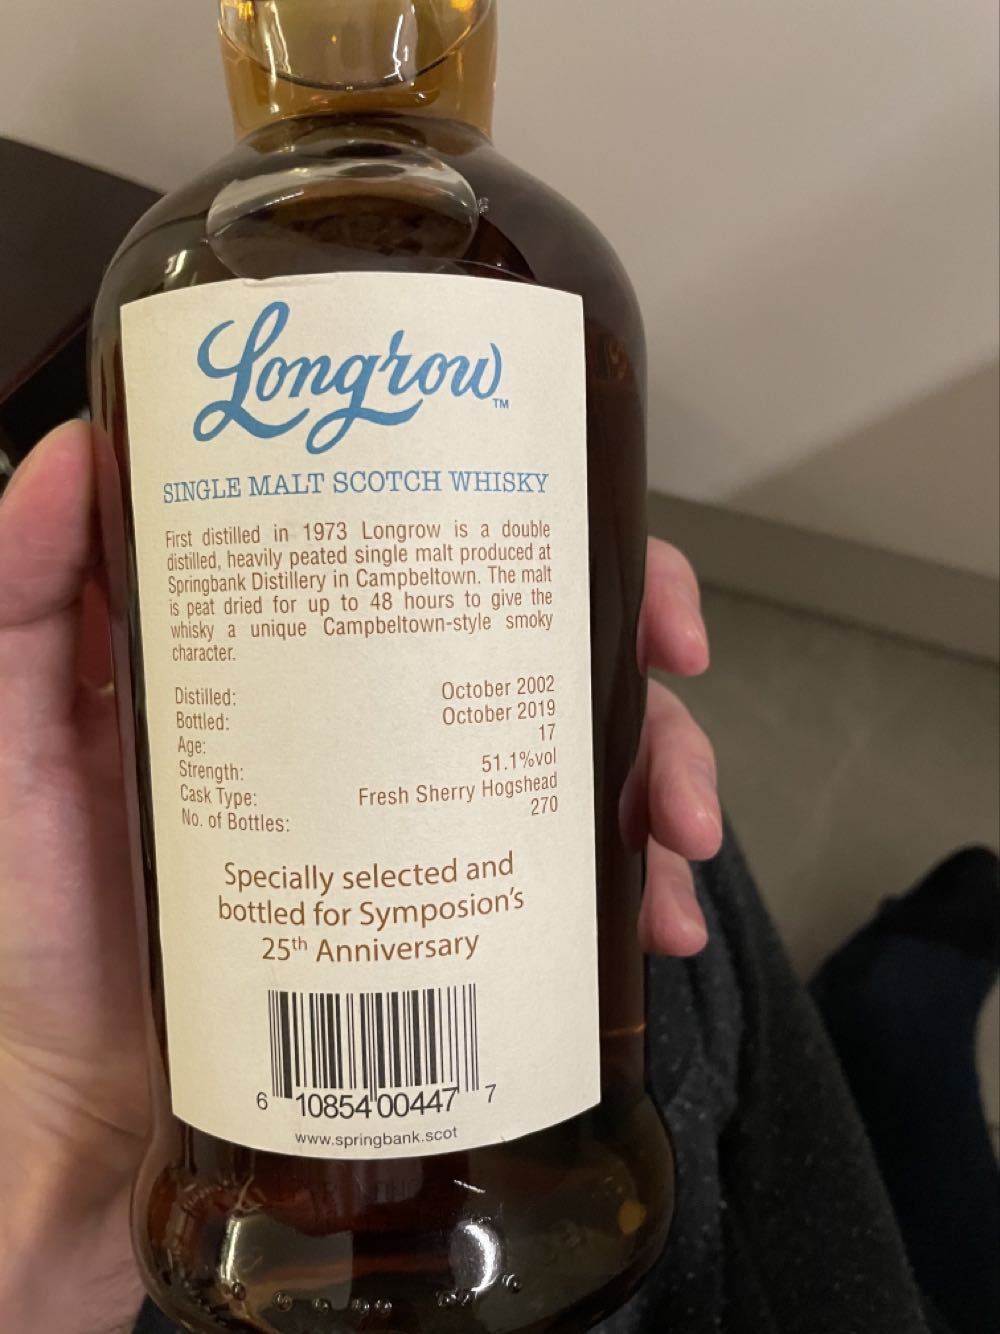 Longrow™
SINGLE MALT SCOTCH WHISKY
First distilled in 1973 Longrow is a double
distilled, heavily peated single malt produced at
Springbank Distillery in Campbeltown. The malt
is peat dried for up to 48 hours to give the
whisky a unique Campbeltown-style smoky
character.
Distilled: October 2002
Bottled: October 2019
Age: 17
Strength: 51.1%vol
Cask Type: Fresh Sherry Hogshead
No. of Bottles: 270
Specially selected and
bottled for Symposion's
25th Anniversary
6 10854 00447 7
www.springbank.scot